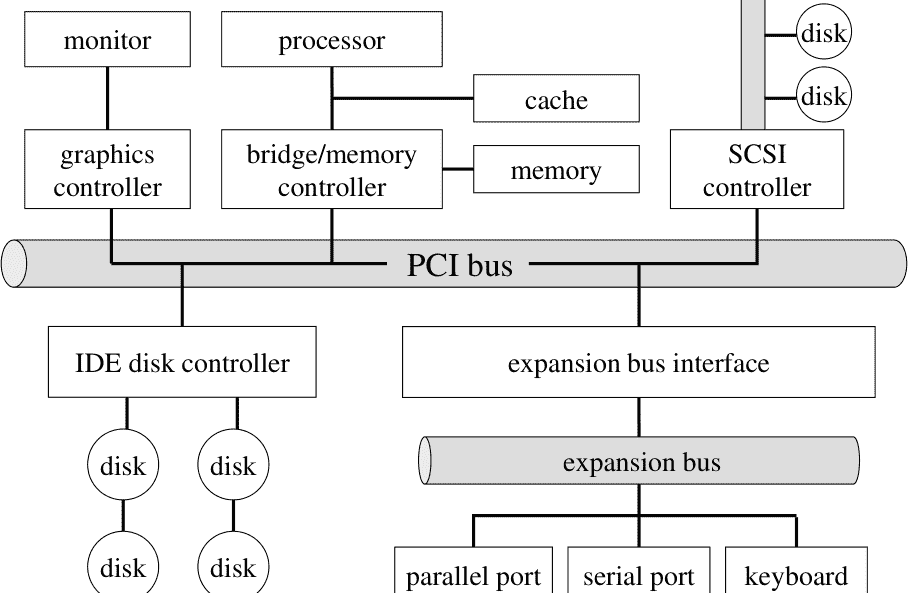 monitor
processor
disk
disk
cache
graphics
controller
bridge/memory
controller
memory
SCSI
controller
PCI bus
IDE disk controller
expansion bus interface
disk
disk
expansion bus
disk
disk
parallel port
serial port
keyboard